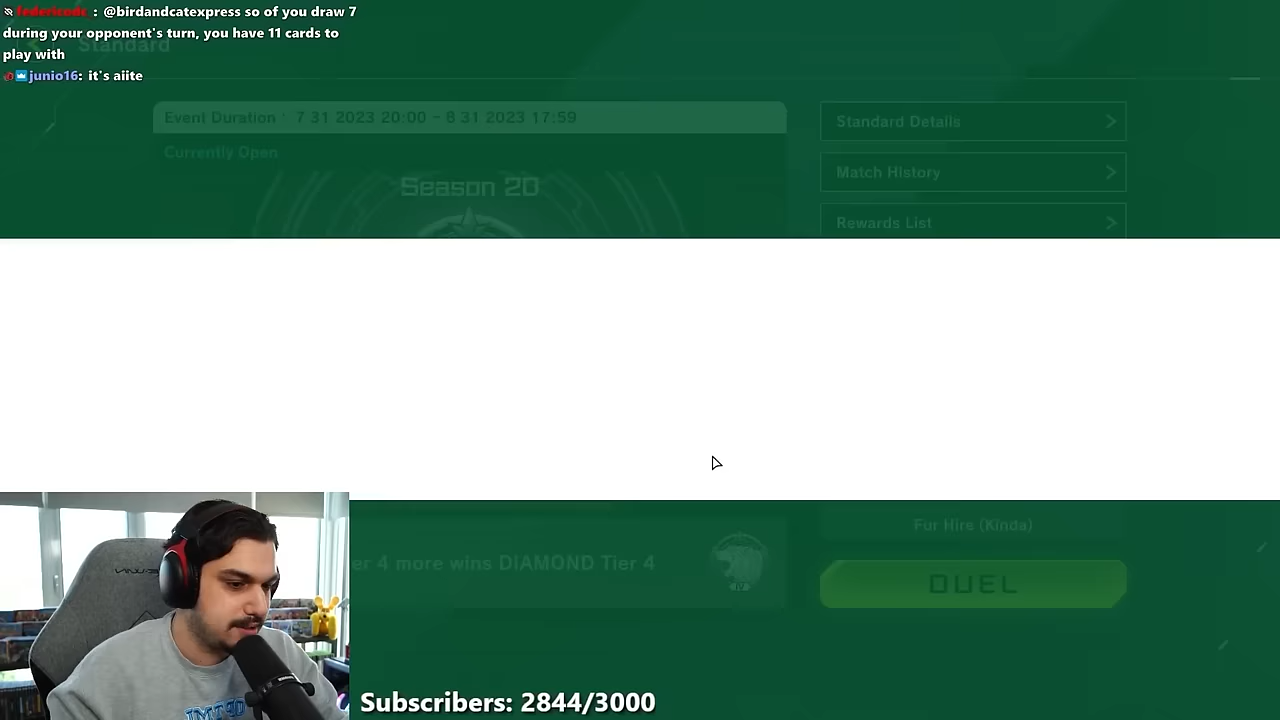 federicodc: @birdandcatexpress so of you draw 7
during your opponent's turn, you have 11 cards to
play with
junio16: it's aiite
Standard
Event Duration : 7 31 2023 20:00 - 8 31 2023 17:59
Currently Open
Season 20
Standard Details
Match History
Rewards List
er 4 more wins DIAMOND Tier 4
IV
Fur Hire (Kinda)
DUEL
Subscribers: 2844/3000